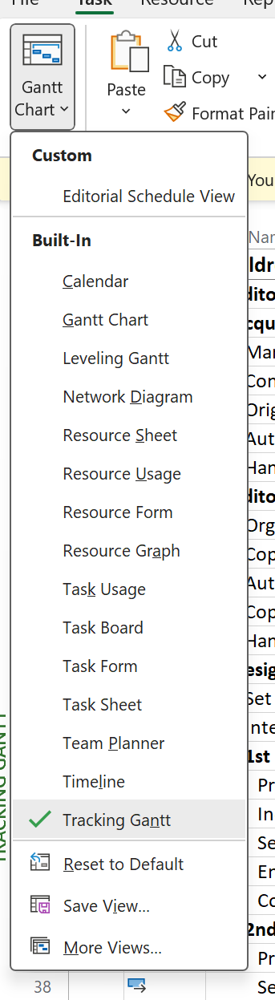 File Task Resource Rep
Gantt
Chart
Paste
Cut
Copy
Format Pain
You
Custom
Editorial Schedule View
Built-In
Calendar
Gantt Chart
Leveling Gantt
Network Diagram
Resource Sheet
Resource Usage
Resource Form
Resource Graph
Task Usage
Task Board
Task Form
Task Sheet
Team Planner
Timeline
Tracking Gantt
Reset to Default
Save View...
More Views...
TRACKING GANTT
Nar
ldr
dito
cqu
Mar
Con
Orig
Aut
Han
dito
Org
Cop
Aut
Cop
Han
esig
Set
nte
1st
Pr
In
Se
En
Co
2nd
Pr
38
Se